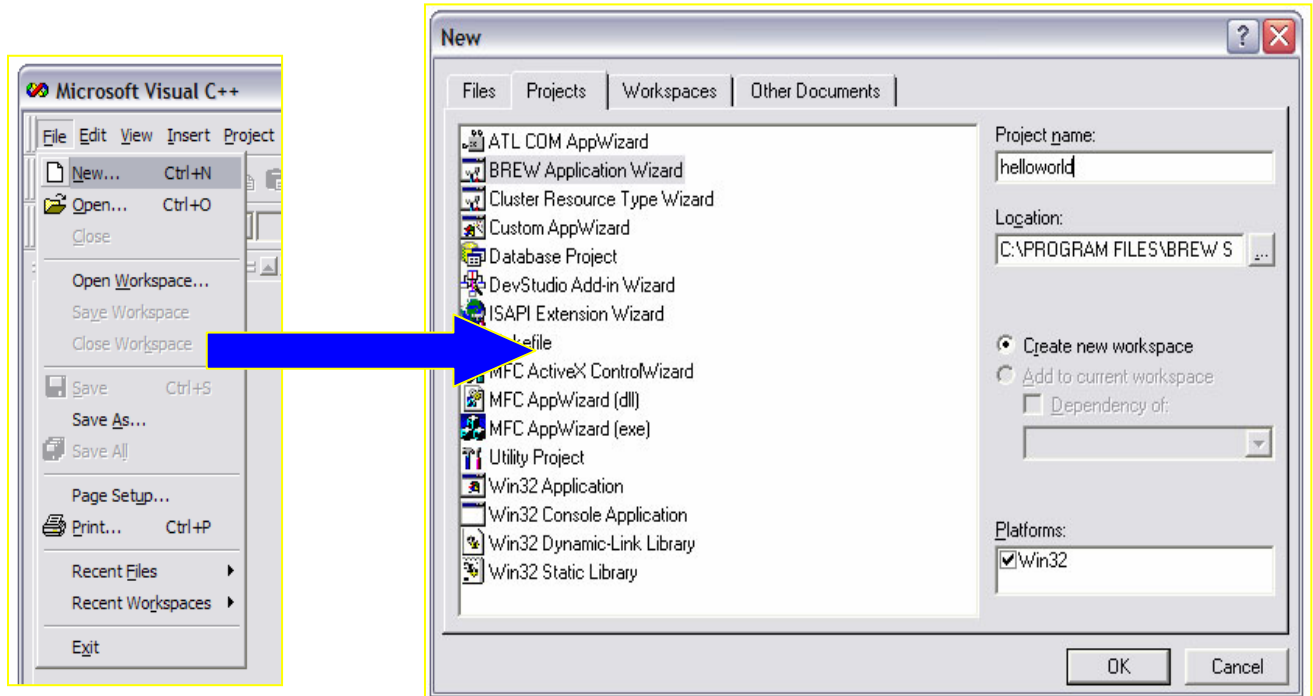 Microsoft Visual C++
File Edit View Insert Project
New... Ctrl+N
Open... Ctrl+O
Close
Open Workspace...
Save Workspace
Close Workspace
Save Ctrl+S
Save As...
Save All
Page Setup...
Print... Ctrl+P
Recent Files
Recent Workspaces
Exit
New
Files Projects Workspaces Other Documents
ATL COM AppWizard
BREW Application Wizard
Cluster Resource Type Wizard
Custom AppWizard
Database Project
DevStudio Add-in Wizard
ISAPI Extension Wizard
kefile
MFC ActiveX ControlWizard
MFC AppWizard (dll)
MFC AppWizard (exe)
Utility Project
Win32 Application
Win32 Console Application
Win32 Dynamic-Link Library
Win32 Static Library
Project name:
helloworld
Location:
C:\PROGRAM FILES\BREW S
...
Create new workspace
Add to current workspace
Dependency of:
Platforms:
Win32
OK Cancel